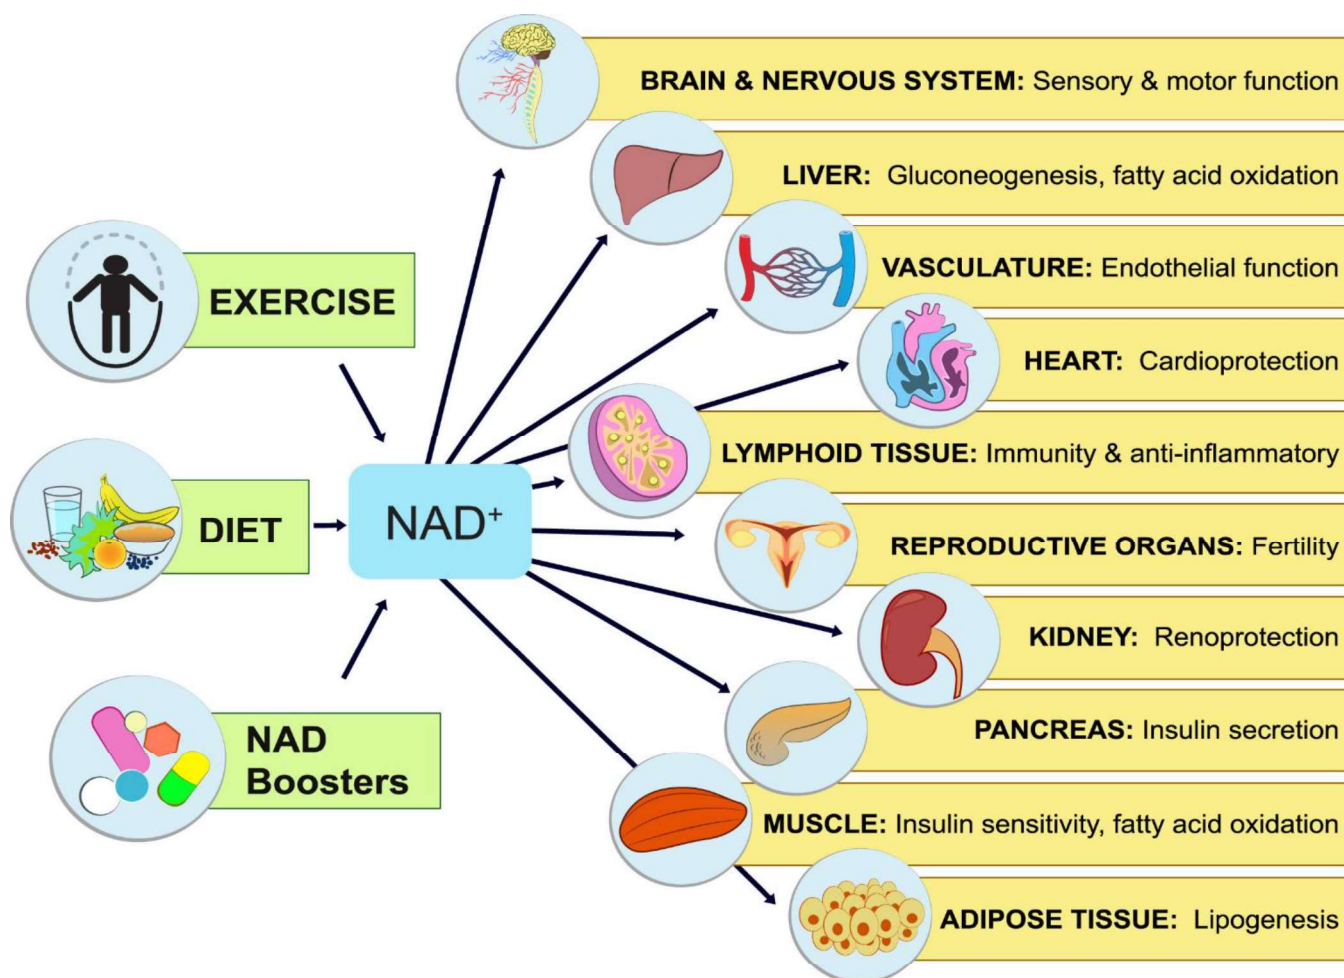 BRAIN & NERVOUS SYSTEM: Sensory & motor function
LIVER: Gluconeogenesis, fatty acid oxidation
VASCULATURE: Endothelial function
HEART: Cardioprotection
LYMPHOID TISSUE: Immunity & anti-inflammatory
REPRODUCTIVE ORGANS: Fertility
KIDNEY: Renoprotection
PANCREAS: Insulin secretion
MUSCLE: Insulin sensitivity, fatty acid oxidation
ADIPOSE TISSUE: Lipogenesis
EXERCISE
DIET
NAD
Boosters
NAD⁺